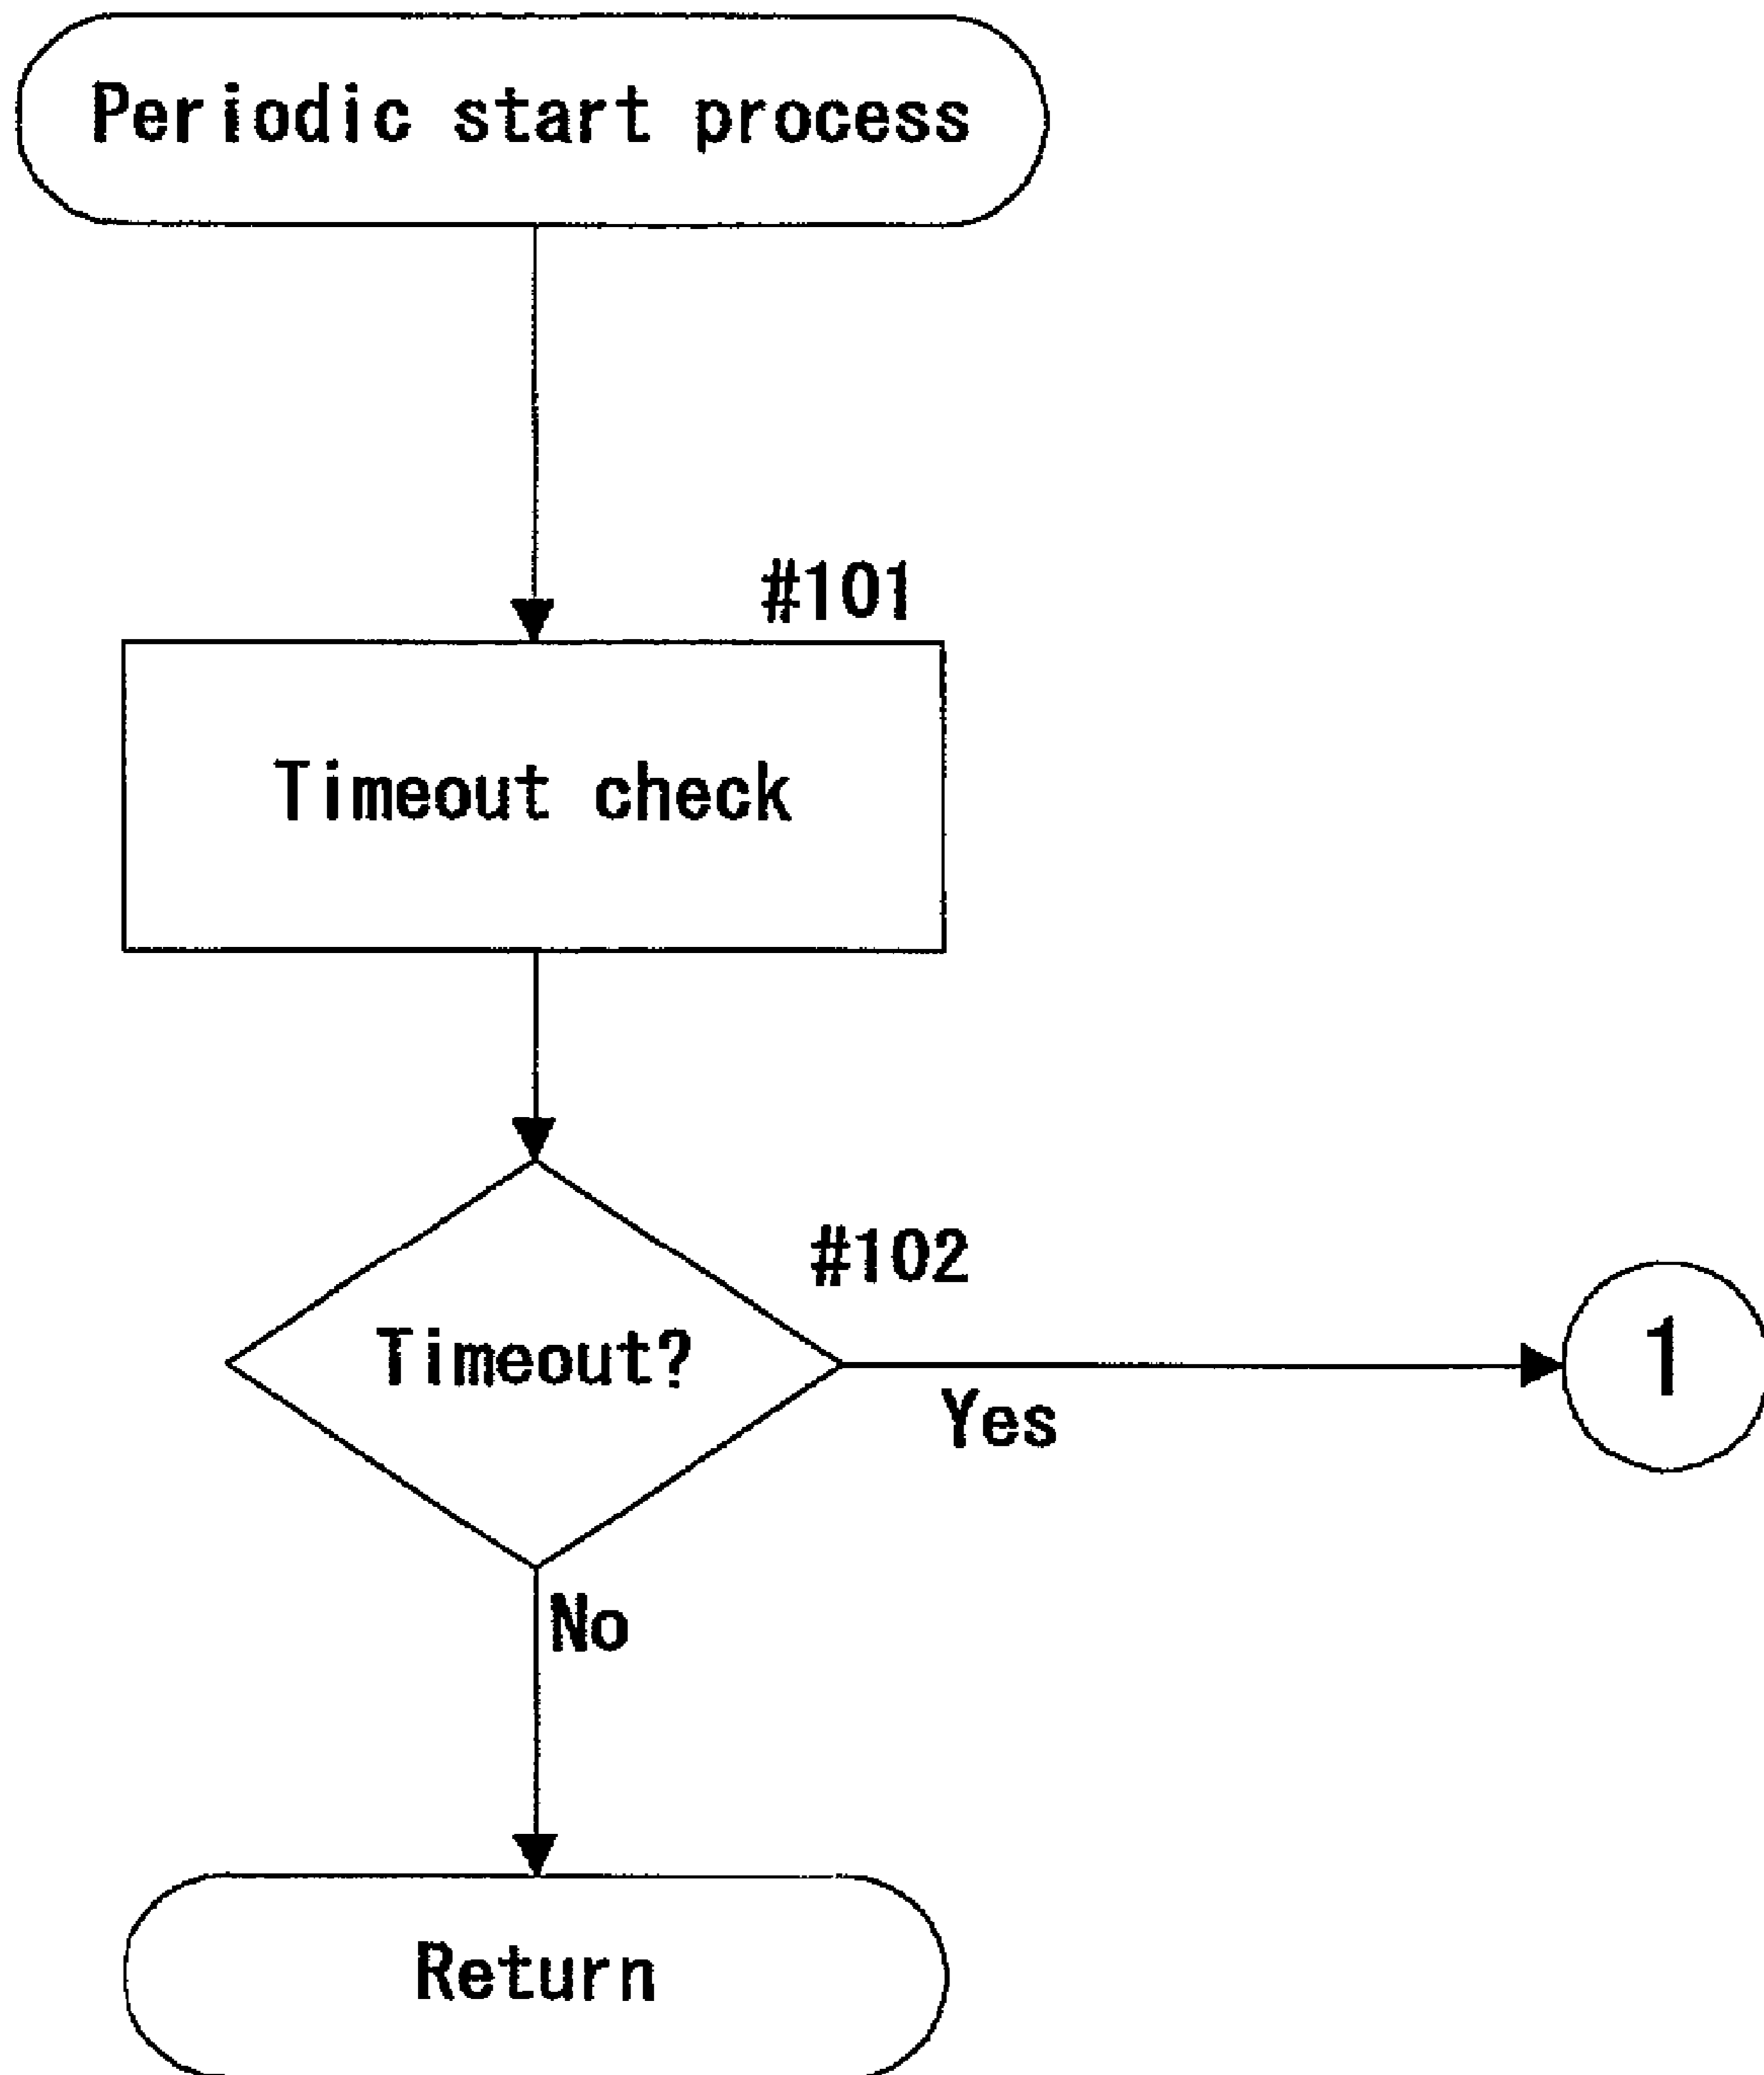 Periodic start process
#101
Timeout check
#102
Timeout?
1
Yes
No
Return